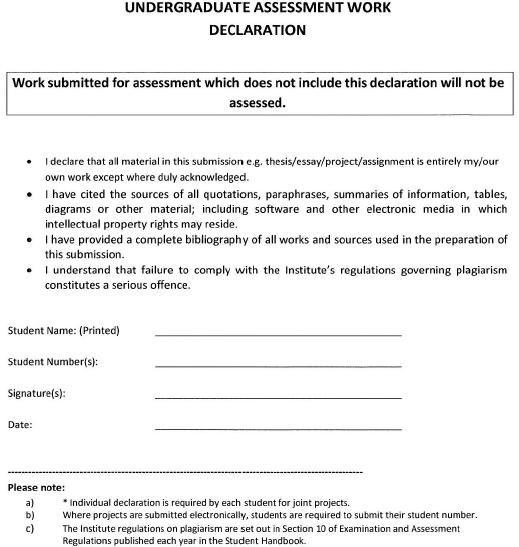 UNDERGRADUATE ASSESSMENT WORK
DECLARATION
Work submitted for assessment which does not include this declaration will not be
assessed.
• I declare that all material in this submission e.g. thesis/essay/project/assignment is entirely my/our
own work except where duly acknowledged.
• I have cited the sources of all quotations, paraphrases, summaries of information, tables,
diagrams or other material; including software and other electronic media in which
intellectual property rights may reside.
• I have provided a complete bibliography of all works and sources used in the preparation of
this submission.
• I understand that failure to comply with the Institute's regulations governing plagiarism
constitutes a serious offence.
Student Name: (Printed)
Student Number(s):
Signature(s):
Date:
Please note:
a) * Individual declaration is required by each student for joint projects.
b) Where projects are submitted electronically, students are required to submit their student number.
c) The Institute regulations on plagiarism are set out in Section 10 of Examination and Assessment
Regulations published each year in the Student Handbook.